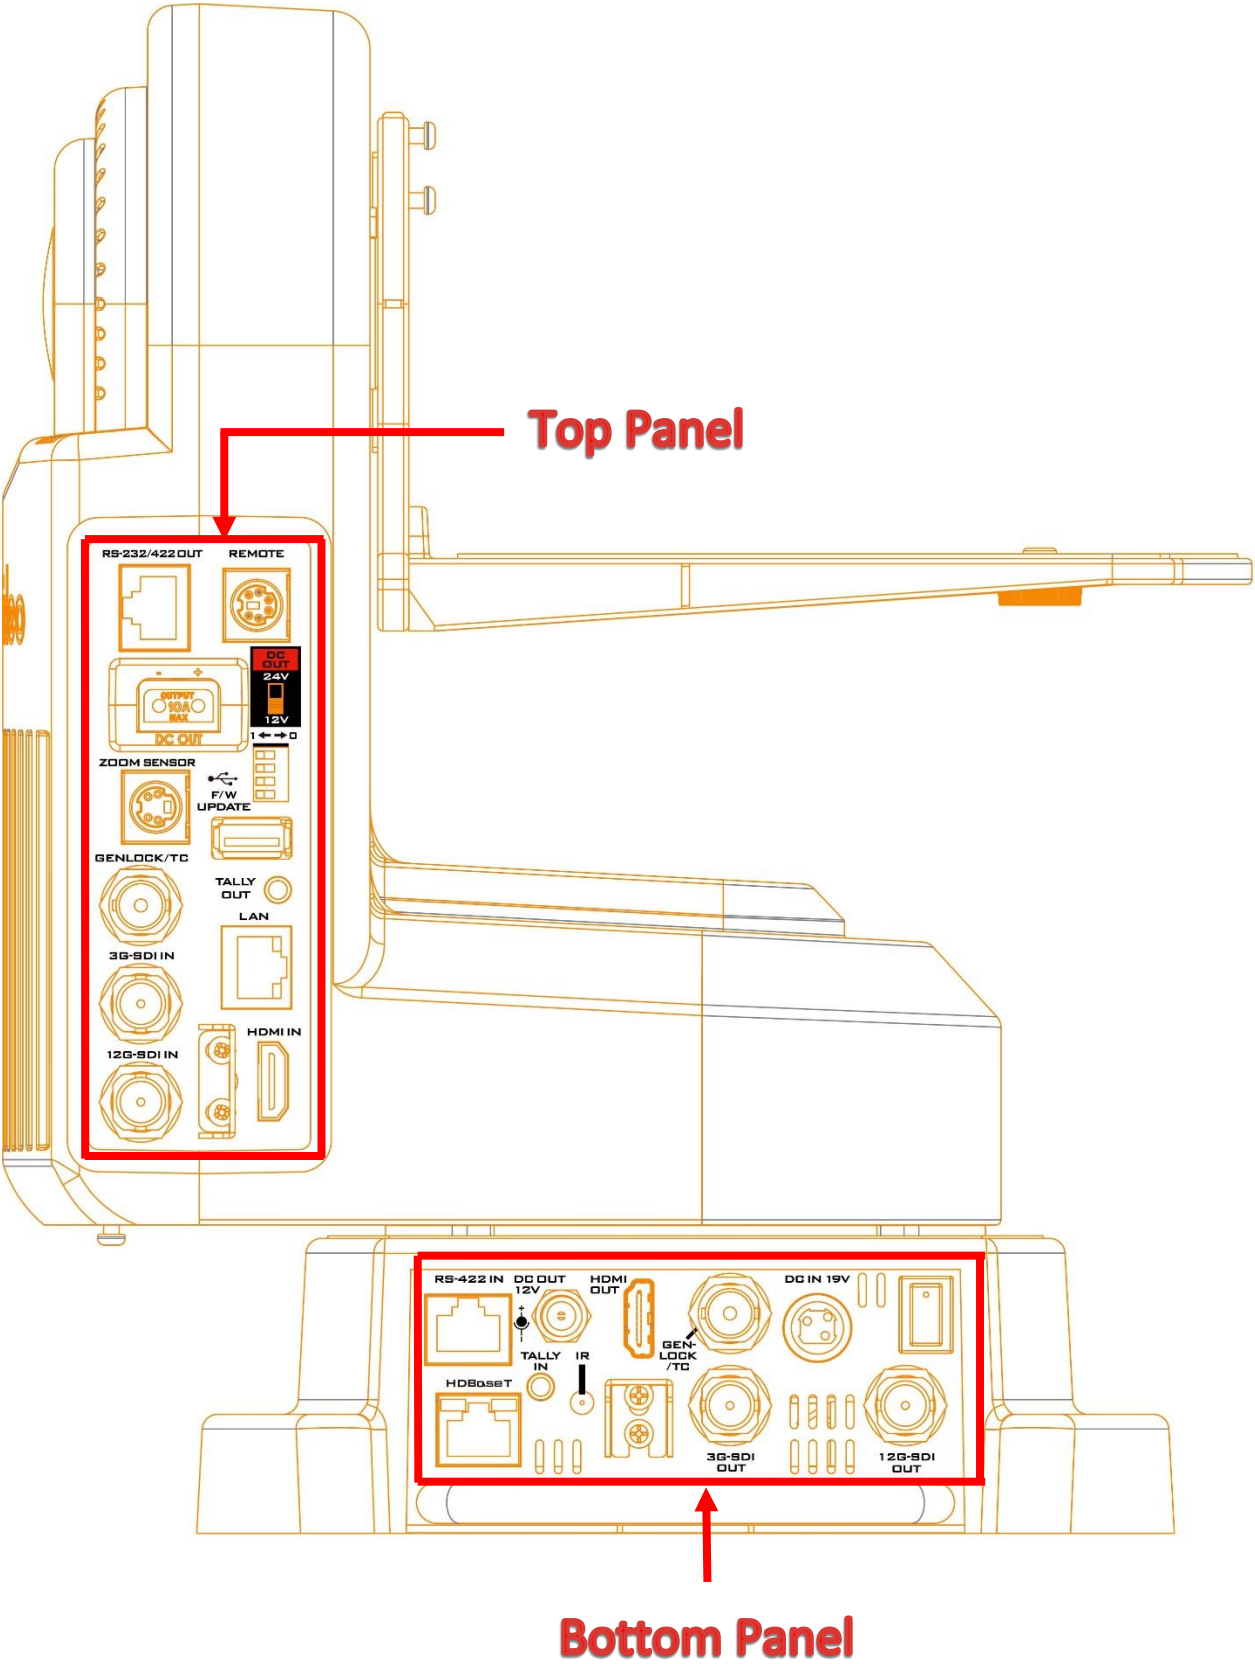 Top Panel
RS-232/422 OUT
REMOTE
DC
OUT
24V
12V
- +
OUTPUT
10A
MAX
DC OUT
1 ← → 0
ZOOM SENSOR
F/W
UPDATE
GENLOCK/TC
TALLY
OUT
LAN
3G-SDI IN
HDMI IN
12G-SDI IN
RS-422 IN
DC OUT
12V
+
-
HDMI
OUT
GEN-
LOCK
/TC
DC IN 19V
TALLY
IN
IR
HDBaseT
3G-SDI
OUT
12G-SDI
OUT
Bottom Panel